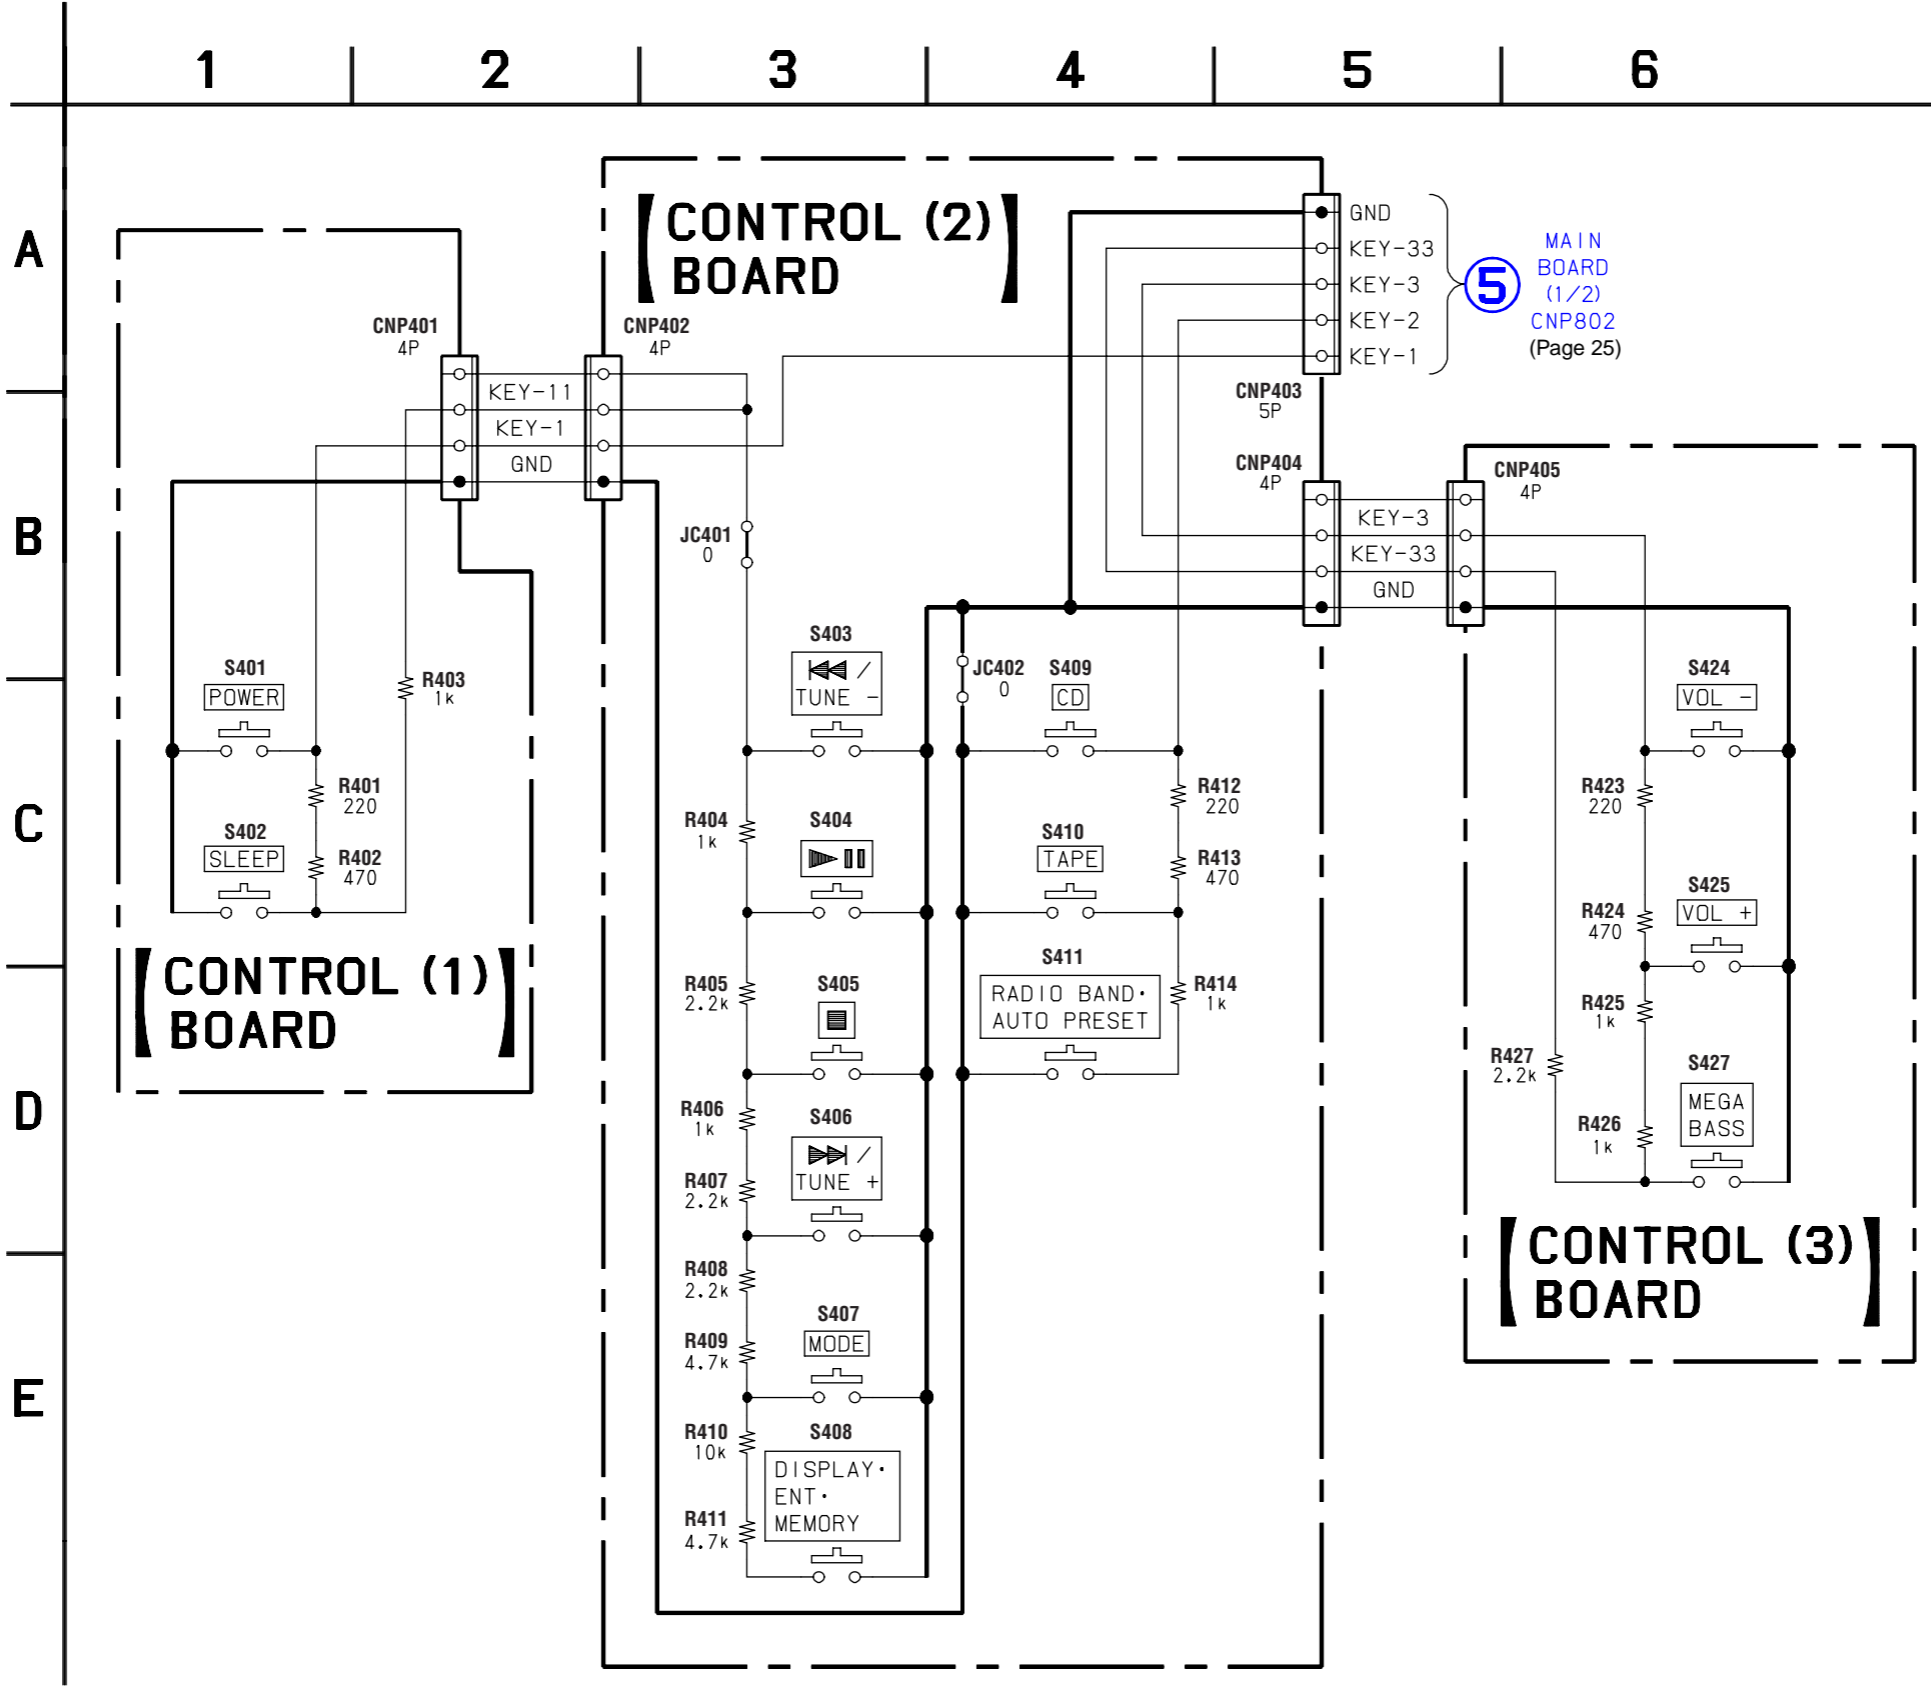 1 2 3 4 5 6
A
B
C
D
E
CONTROL (1)
BOARD
CNP401
4P
S401
POWER
R403
1k
R401
220
S402
SLEEP
R402
470
KEY-11
KEY-1
GND
CONTROL (2)
BOARD
CNP402
4P
JC401
0
S403
/
TUNE -
R404
1k
S404
R405
2.2k
S405
R406
1k
S406
/
TUNE +
R407
2.2k
R408
2.2k
S407
MODE
R409
4.7k
R410
10k
S408
DISPLAY·
ENT·
MEMORY
R411
4.7k
JC402
0
S409
CD
R412
220
S410
TAPE
R413
470
S411
RADIO BAND·
AUTO PRESET
R414
1k
GND
KEY-33
KEY-3
KEY-2
KEY-1
CNP403
5P
5
MAIN
BOARD
(1/2)
CNP802
(Page 25)
CNP404
4P
KEY-3
KEY-33
GND
CNP405
4P
S424
VOL -
R423
220
S425
VOL +
R424
470
R425
1k
R427
2.2k
S427
MEGA
BASS
R426
1k
CONTROL (3)
BOARD